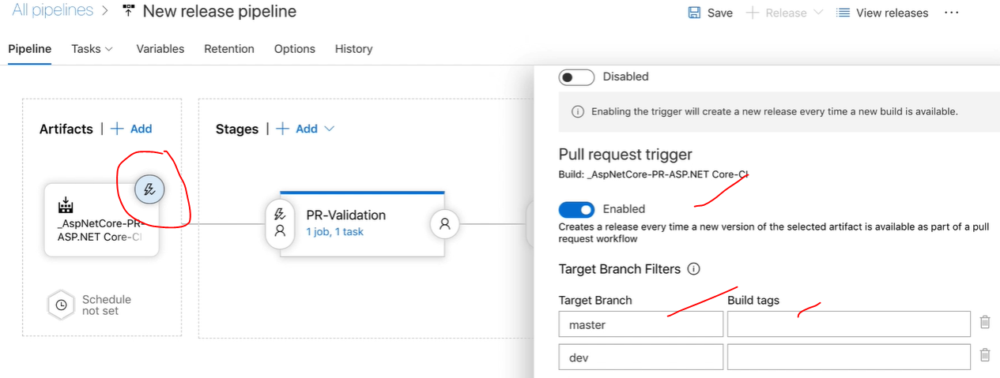 All pipelines > New release pipeline
Save Release View releases ...
Pipeline Tasks Variables Retention Options History
Artifacts | + Add
Stages | + Add
_AspNetCore-PR-
ASP.NET Core-CI
Schedule
not set
PR-Validation
1 job, 1 task
Disabled
Enabling the trigger will create a new release every time a new build is available.
Pull request trigger
Build: _AspNetCore-PR-ASP.NET Core-CI
Enabled
Creates a release every time a new version of the selected artifact is available as part of a pull
request workflow
Target Branch Filters
Target Branch Build tags
master
dev